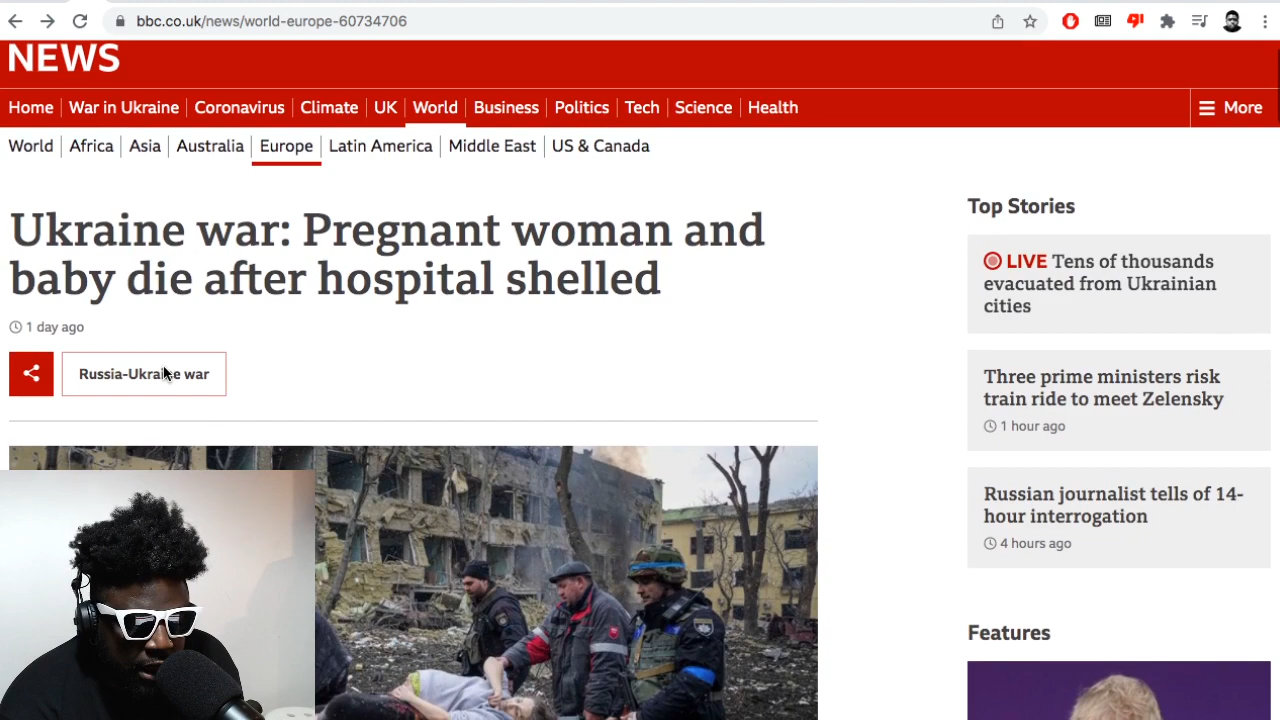 bbc.co.uk/news/world-europe-60734706
NEWS
Home War in Ukraine Coronavirus Climate UK World Business Politics Tech Science Health More
World Africa Asia Australia Europe Latin America Middle East US & Canada
Ukraine war: Pregnant woman and
baby die after hospital shelled
1 day ago
Russia-Ukraine war
Top Stories
LIVE Tens of thousands
evacuated from Ukrainian
cities
Three prime ministers risk
train ride to meet Zelensky
1 hour ago
Russian journalist tells of 14-
hour interrogation
4 hours ago
Features